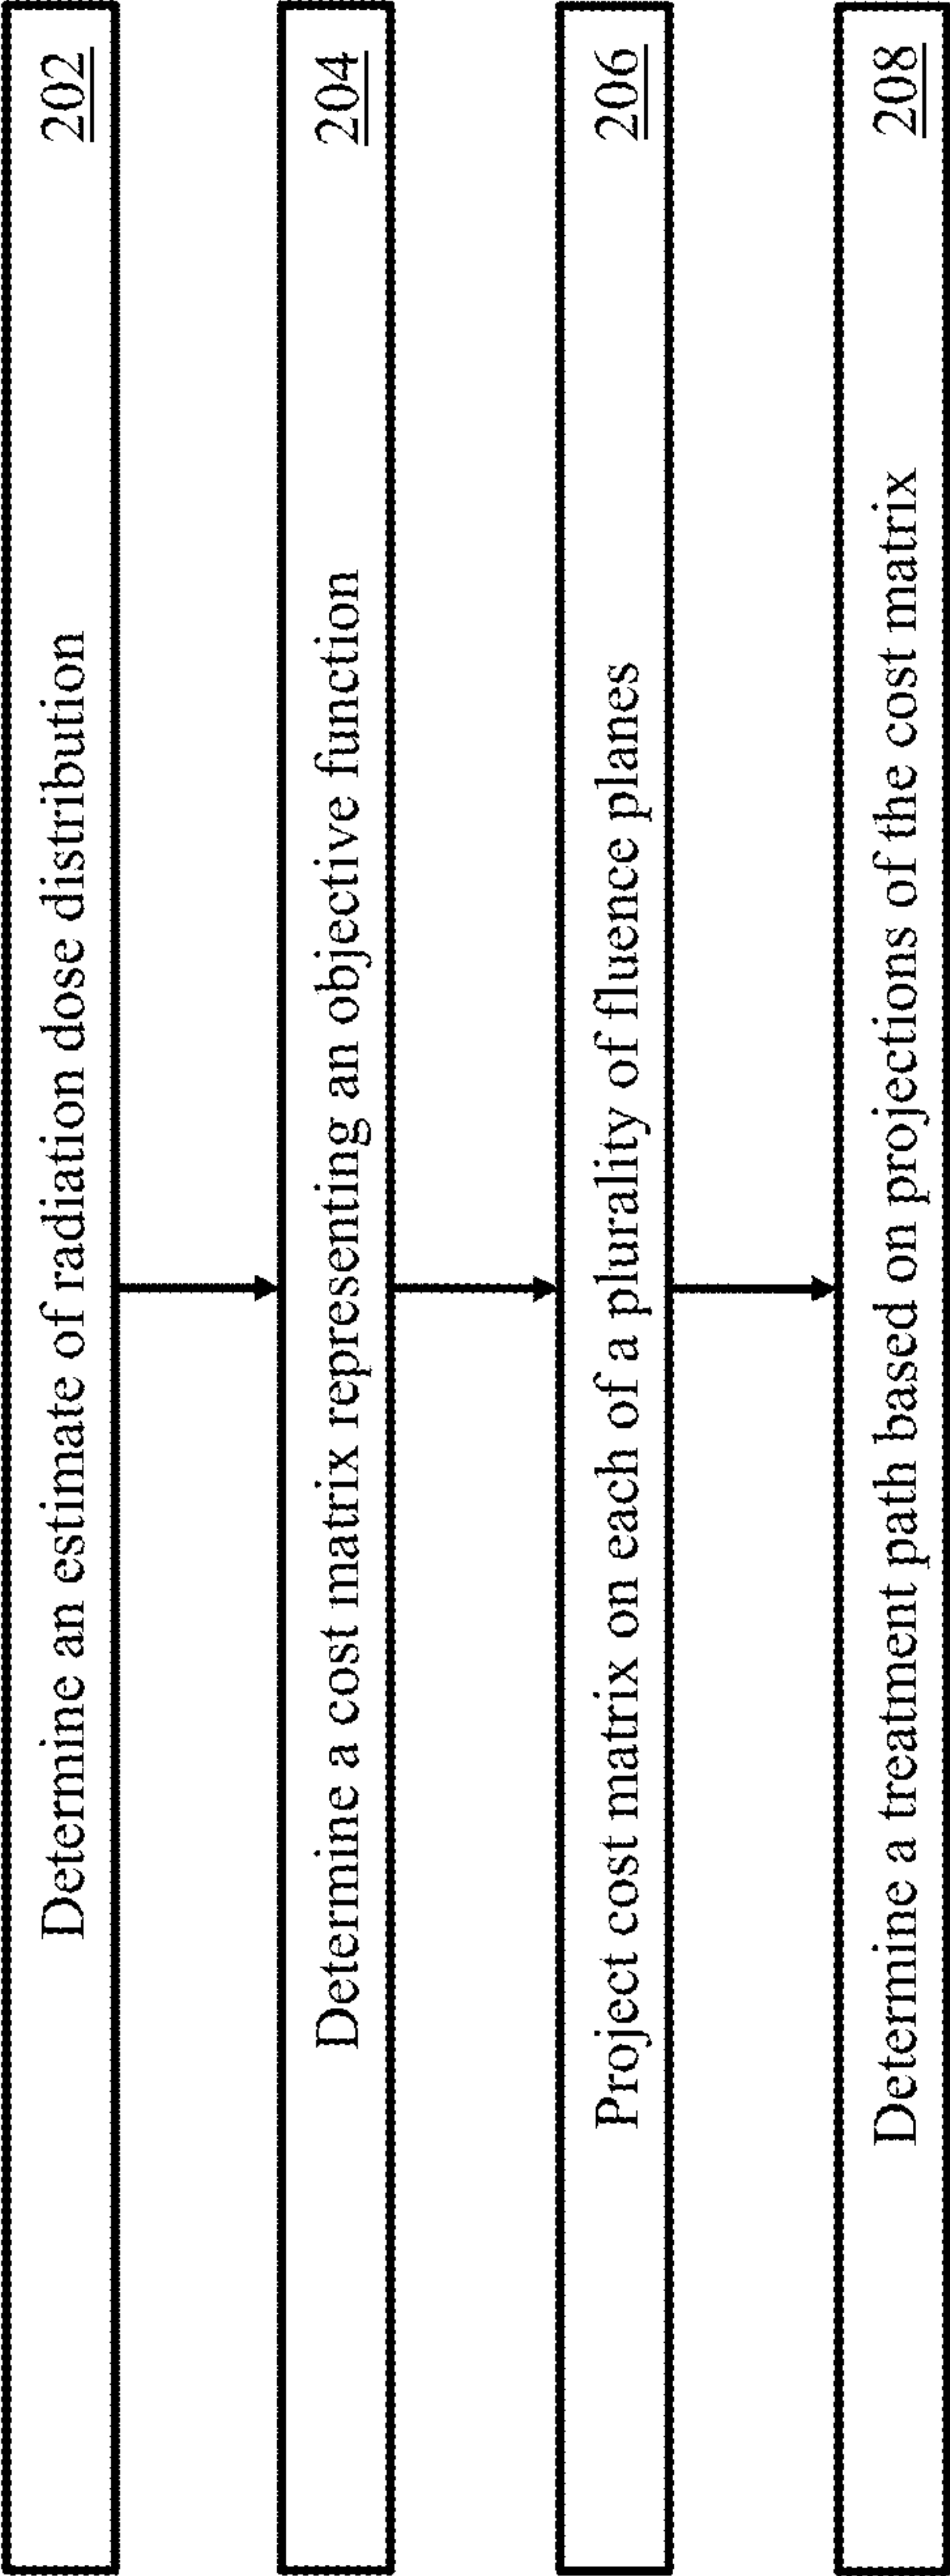 Determine an estimate of radiation dose distribution 202
Determine a cost matrix representing an objective function 204
Project cost matrix on each of a plurality of fluence planes 206
Determine a treatment path based on projections of the cost matrix 208